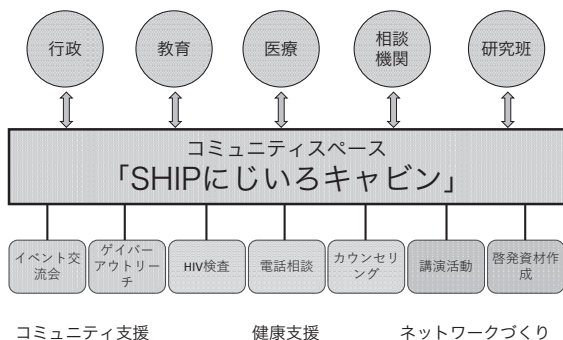 行政
教育
医療
相談
機関
研究班
コミュニティスペース
「SHIPにじいろキャビン」
イベント交
流会
ゲイバー
アウトリー
チ
HIV検査
電話相談
カウンセリ
ング
講演活動
啓発資材作
成
コミュニティ支援
健康支援
ネットワークづくり